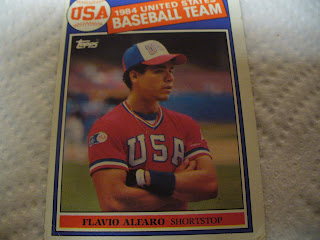 USA
1984 UNITED STATES
BASEBALL TEAM
Topps
USA
FLAVIO ALFARO SHORTSTOP